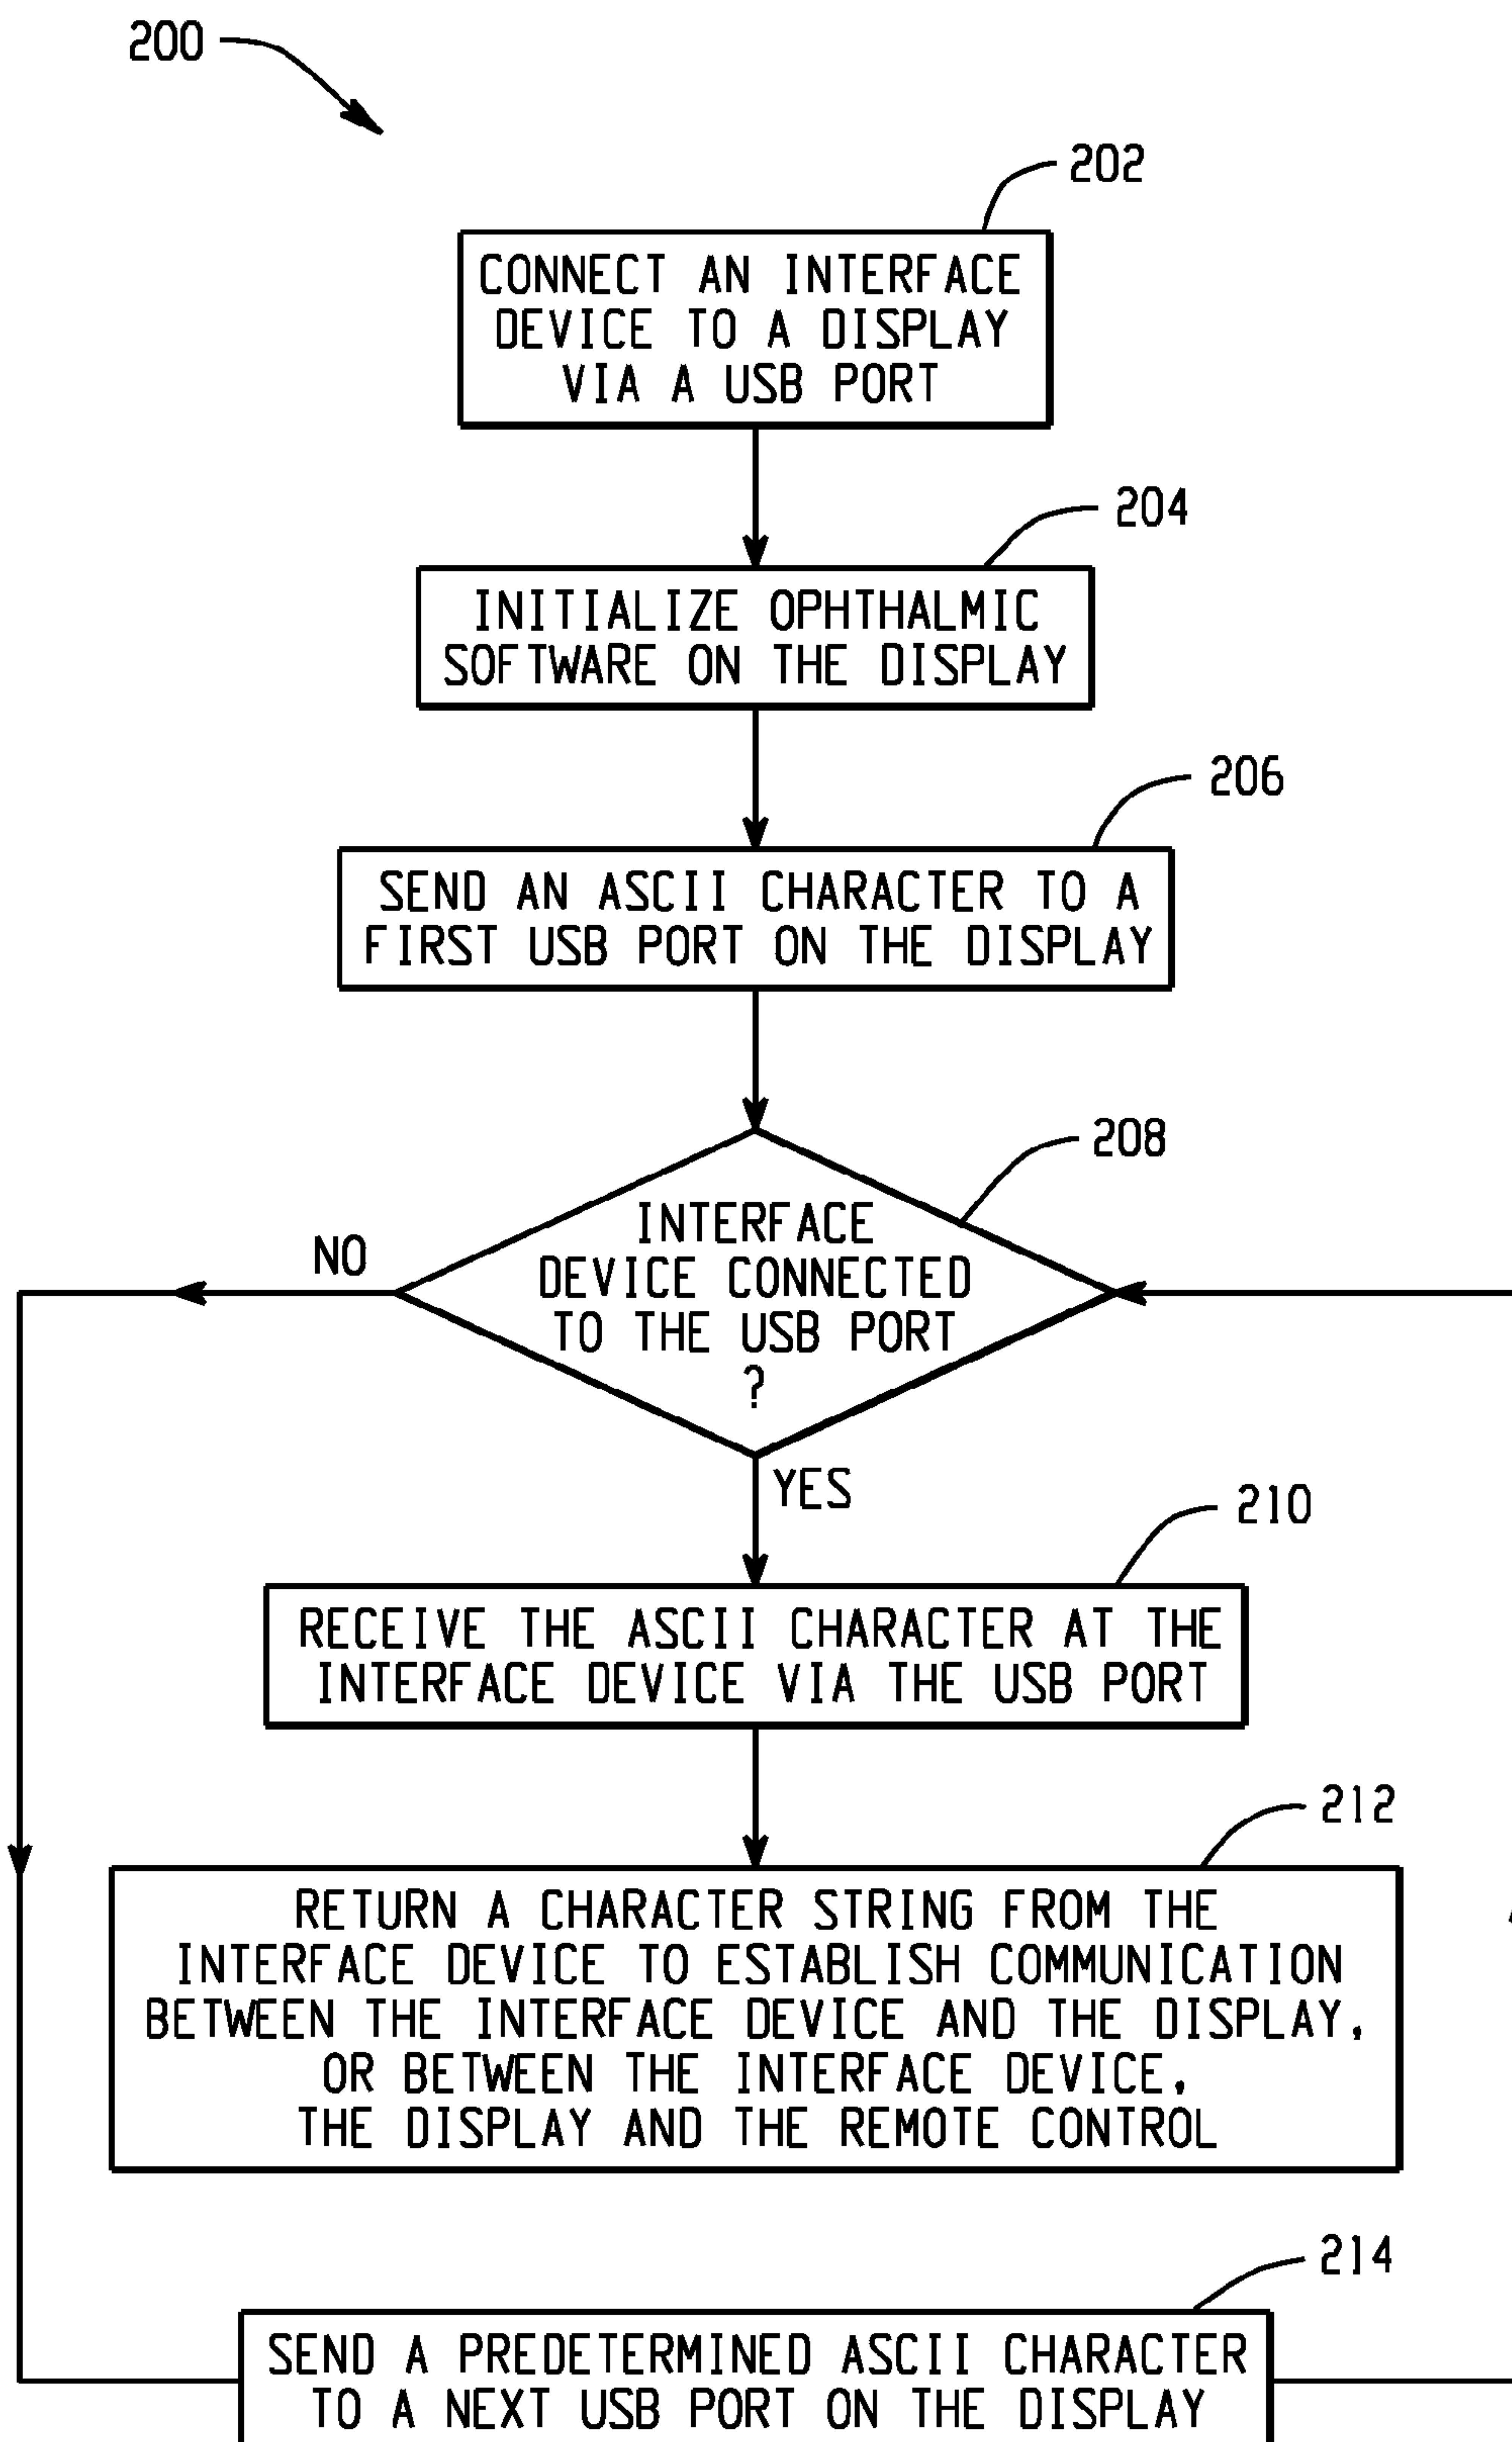 200
202
CONNECT AN INTERFACE
DEVICE TO A DISPLAY
VIA A USB PORT
204
INITIALIZE OPHTHALMIC
SOFTWARE ON THE DISPLAY
206
SEND AN ASCII CHARACTER TO A
FIRST USB PORT ON THE DISPLAY
208
INTERFACE
DEVICE CONNECTED
TO THE USB PORT
?
NO
YES
210
RECEIVE THE ASCII CHARACTER AT THE
INTERFACE DEVICE VIA THE USB PORT
212
RETURN A CHARACTER STRING FROM THE
INTERFACE DEVICE TO ESTABLISH COMMUNICATION
BETWEEN THE INTERFACE DEVICE AND THE DISPLAY,
OR BETWEEN THE INTERFACE DEVICE,
THE DISPLAY AND THE REMOTE CONTROL
214
SEND A PREDETERMINED ASCII CHARACTER
TO A NEXT USB PORT ON THE DISPLAY